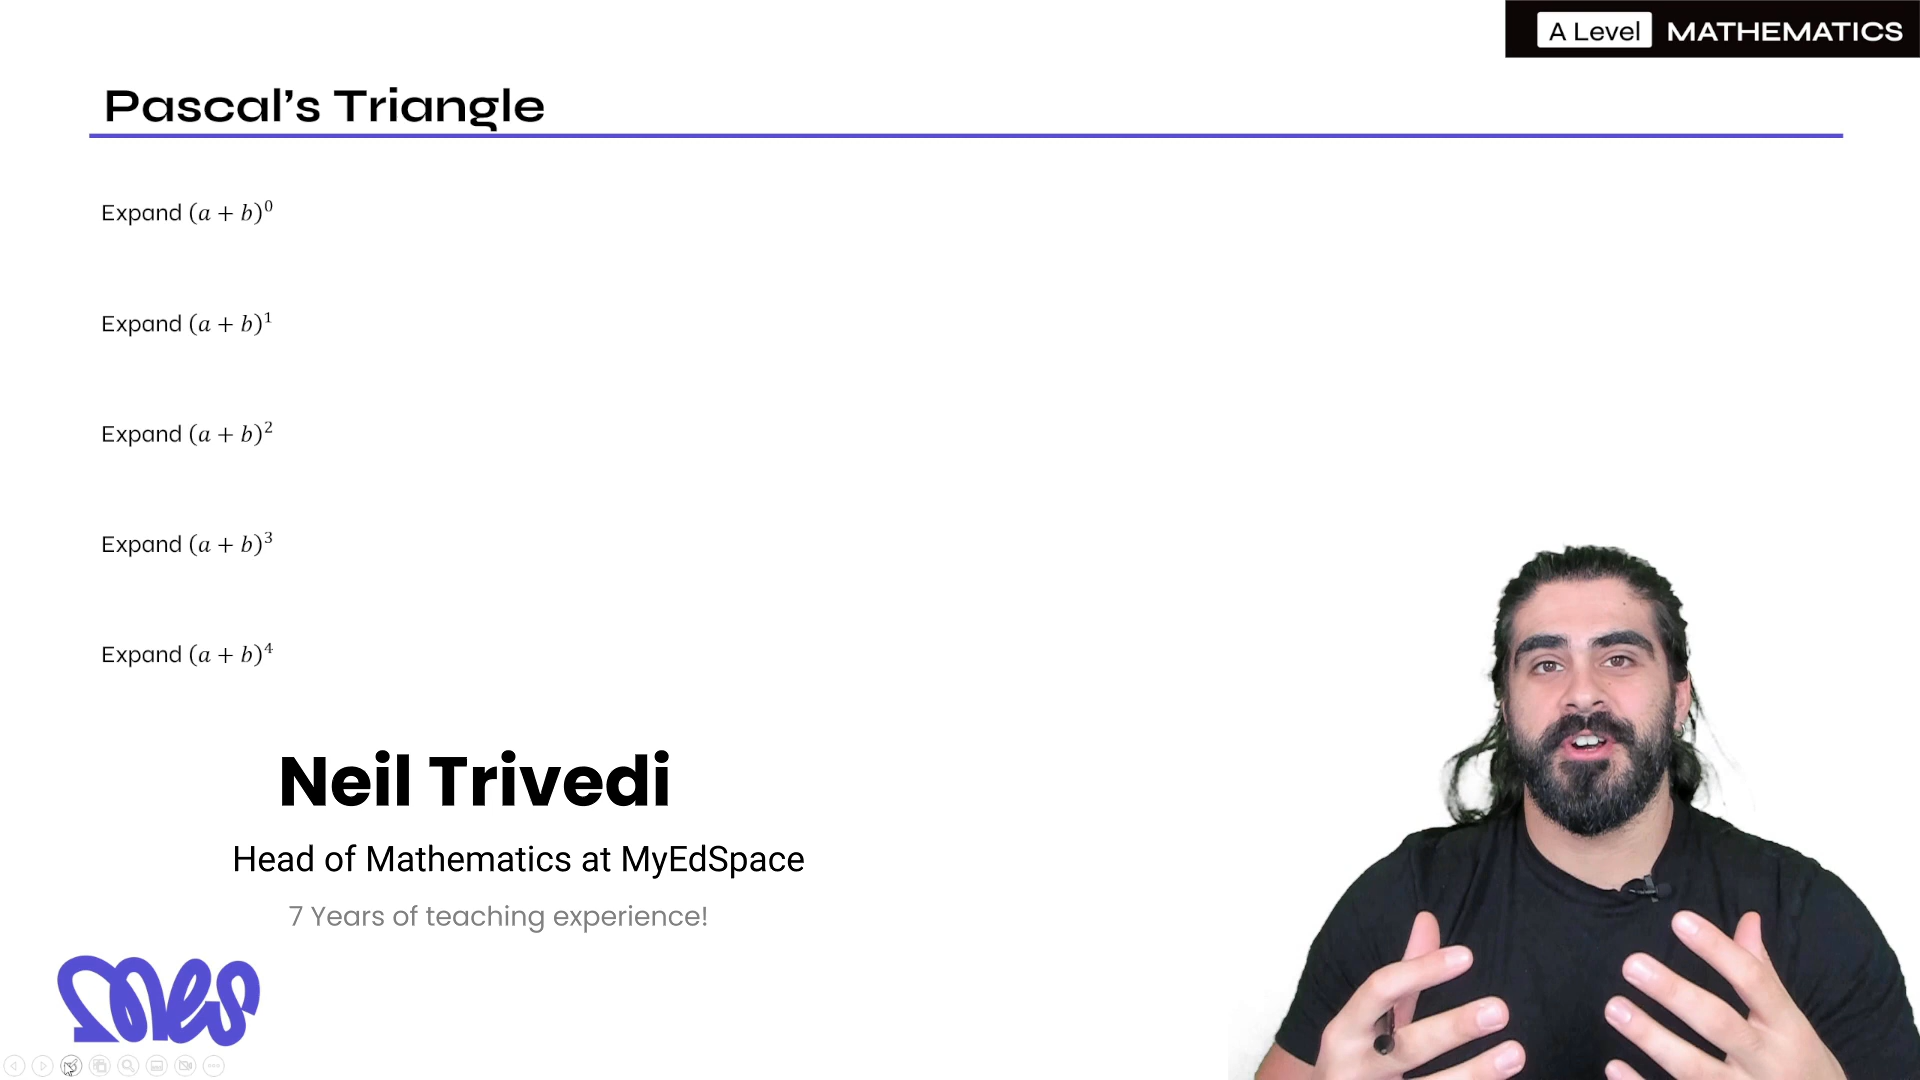 A Level MATHEMATICS
Pascal’s Triangle
Expand (a + b)⁰
Expand (a + b)¹
Expand (a + b)²
Expand (a + b)³
Expand (a + b)⁴
Neil Trivedi
Head of Mathematics at MyEdSpace
7 Years of teaching experience!
mes